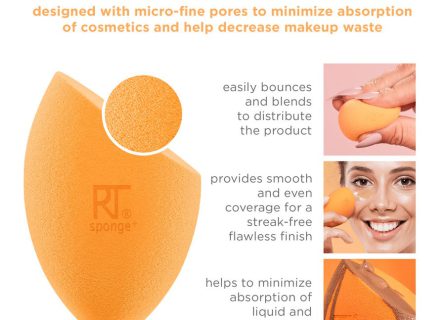 designed with micro-fine pores to minimize absorption
of cosmetics and help decrease makeup waste
easily bounces
and blends
to distribute
the product
RT®
sponge+
provides smooth
and even
coverage for a
streak-free
flawless finish
helps to minimize
absorption of
liquid and